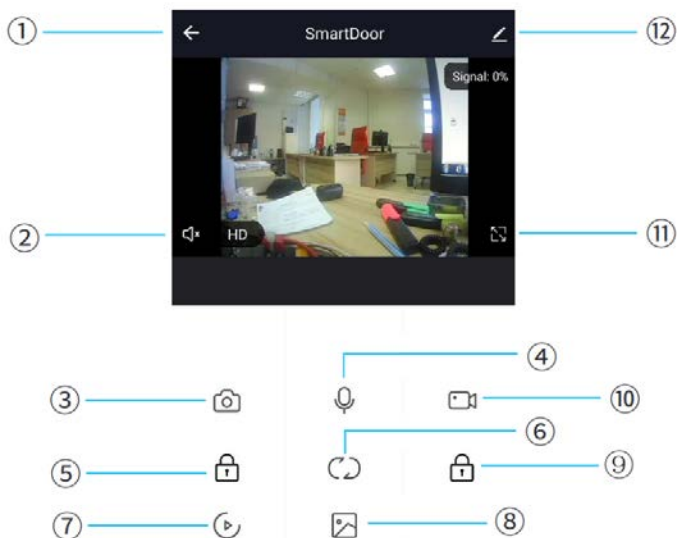 ① SmartDoor ⑫
Signal: 0%
② HD ⑪
④
③ ⑩
⑥
⑤ ⑨
⑦ ⑧